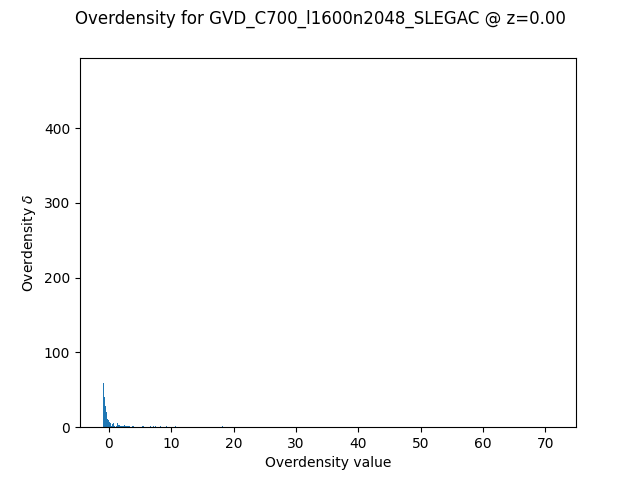 Overdensity for GVD_C700_l1600n2048_SLEGAC @ z=0.00
400
300
200
100
0
Overdensity δ
0 10 20 30 40 50 60 70
Overdensity value